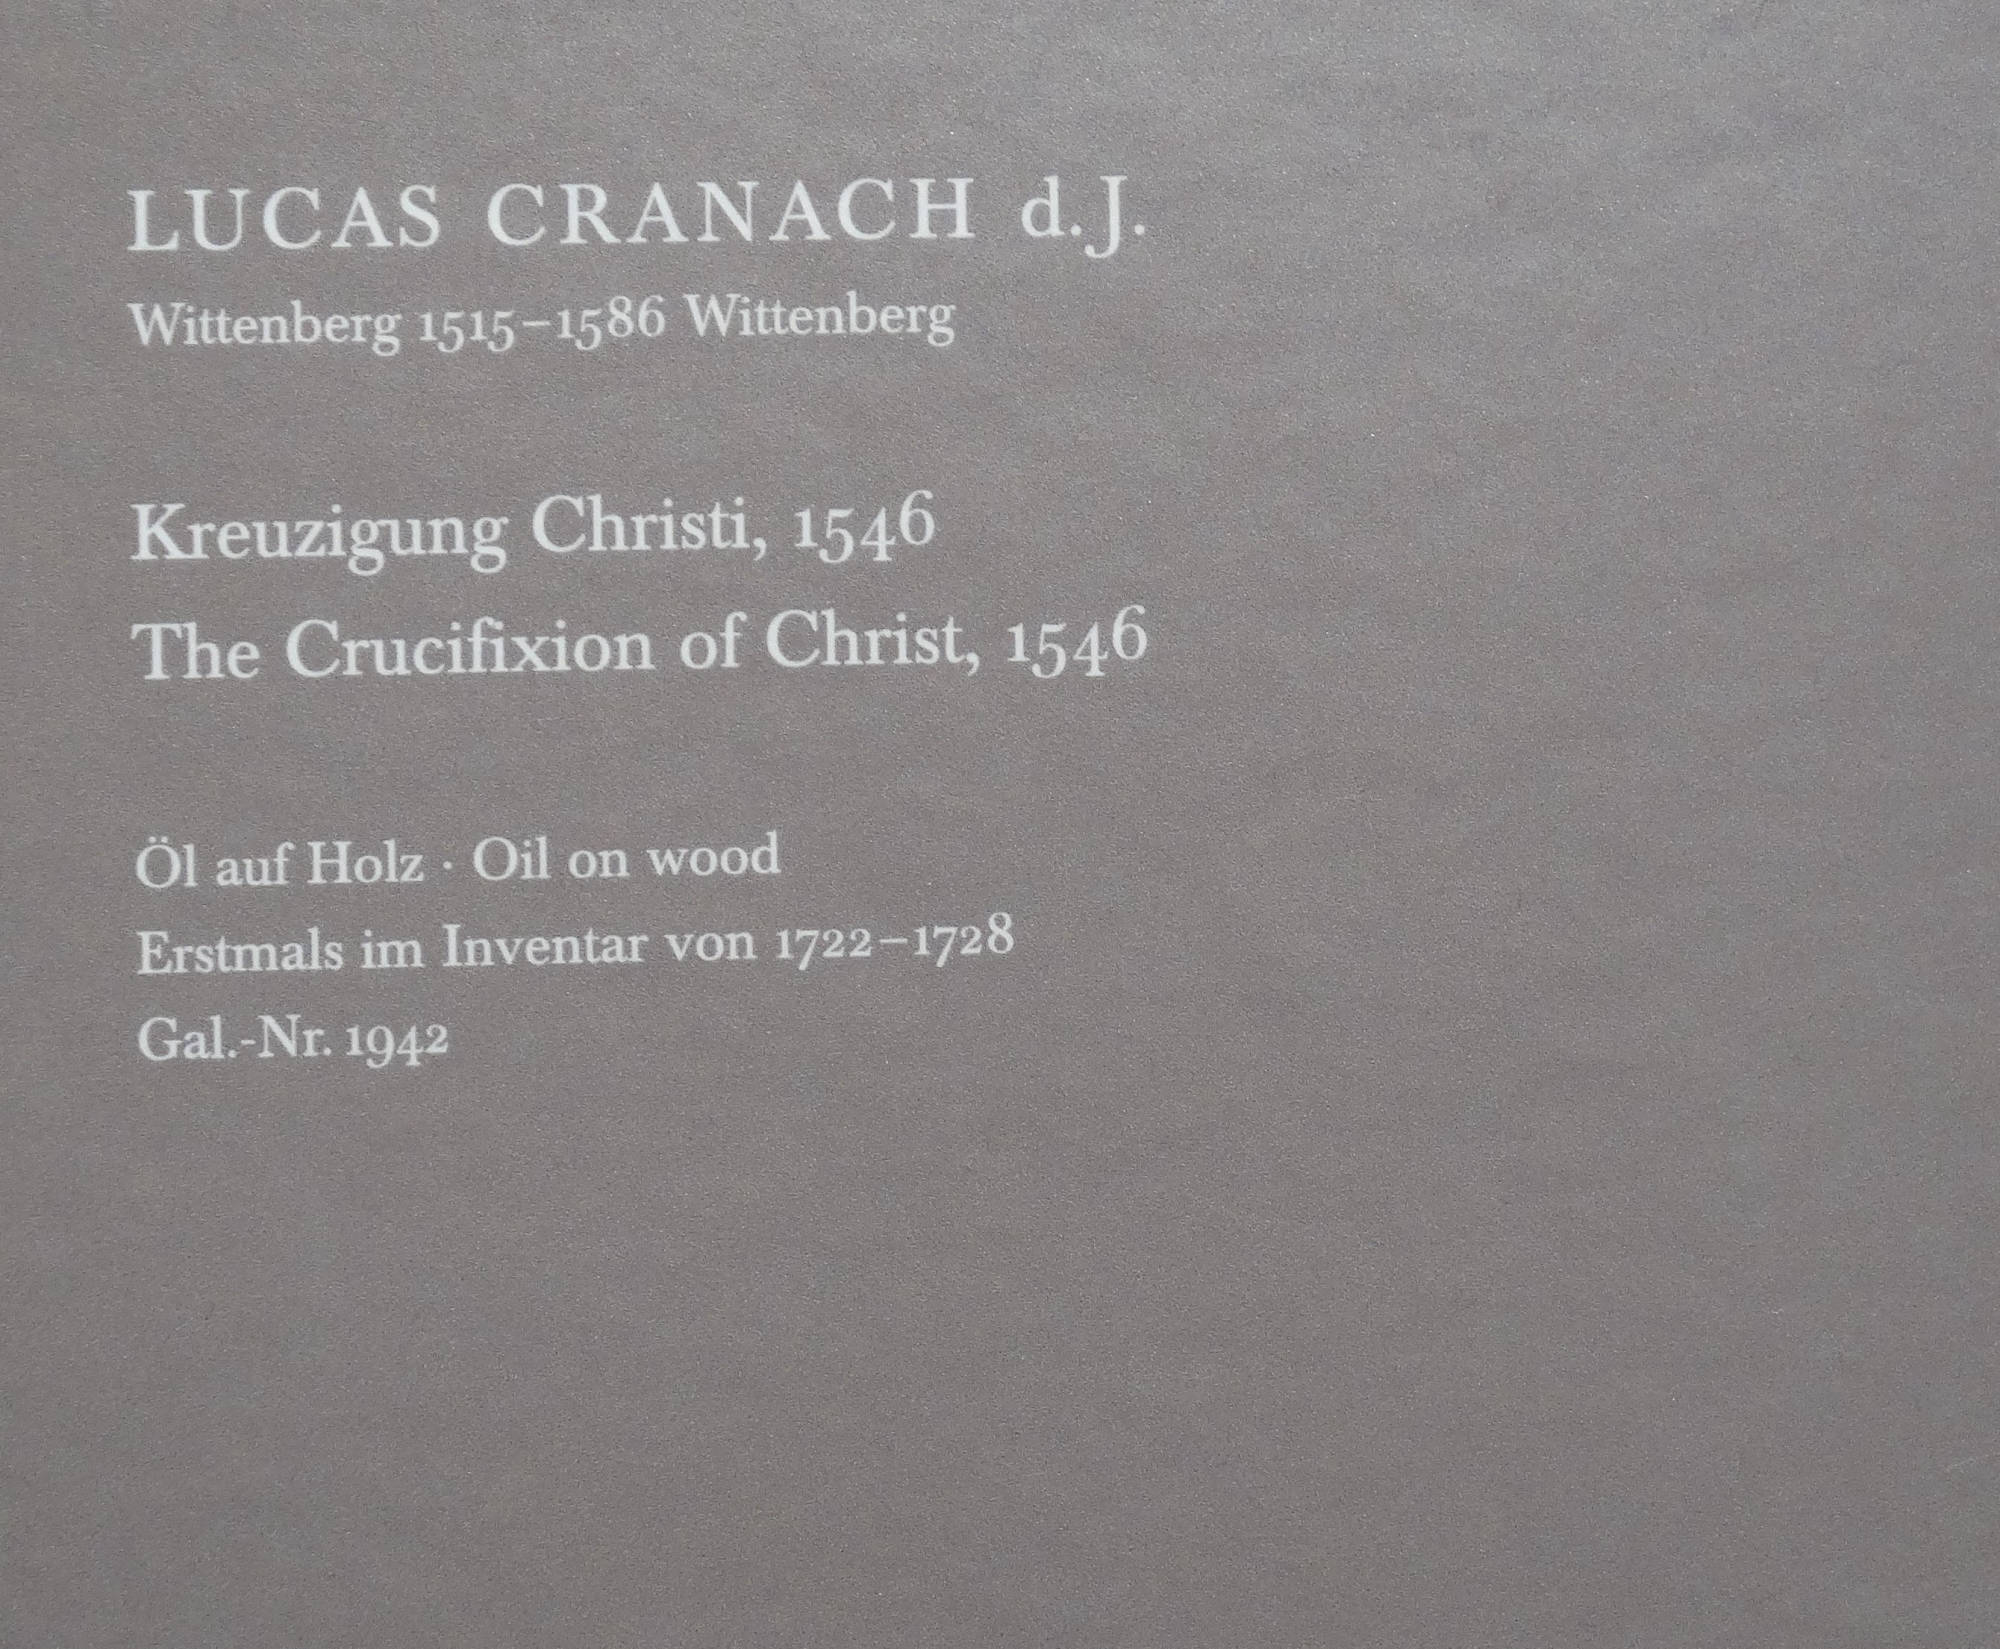 LUCAS CRANACH d.J.
Wittenberg 1515–1586 Wittenberg
Kreuzigung Christi, 1546
The Crucifixion of Christ, 1546
Öl auf Holz · Oil on wood
Erstmals im Inventar von 1722–1728
Gal.-Nr. 1942